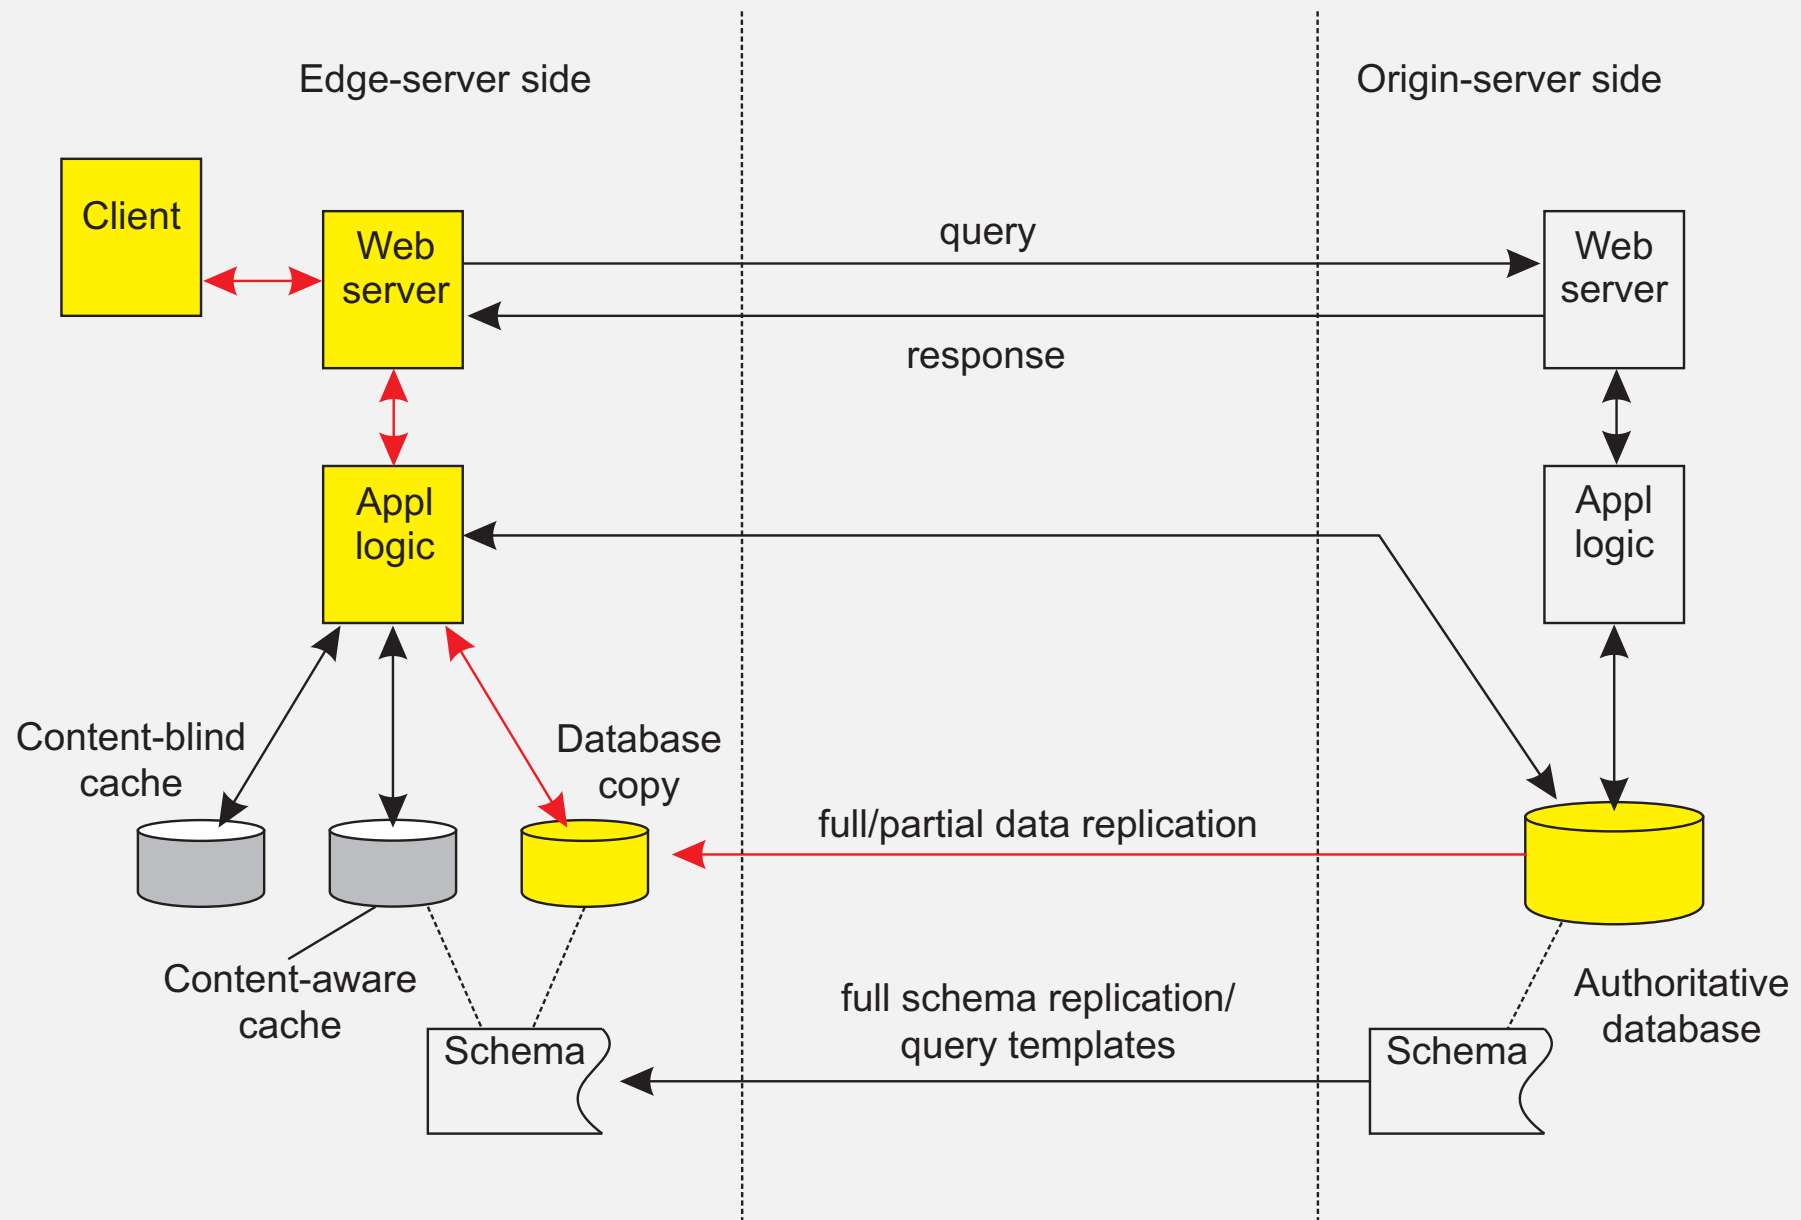 Edge-server side
Origin-server side
Client
Web
server
query
response
Web
server
Appl
logic
Appl
logic
Content-blind
cache
Database
copy
full/partial data replication
Content-aware
cache
full schema replication/
query templates
Authoritative
database
Schema
Schema